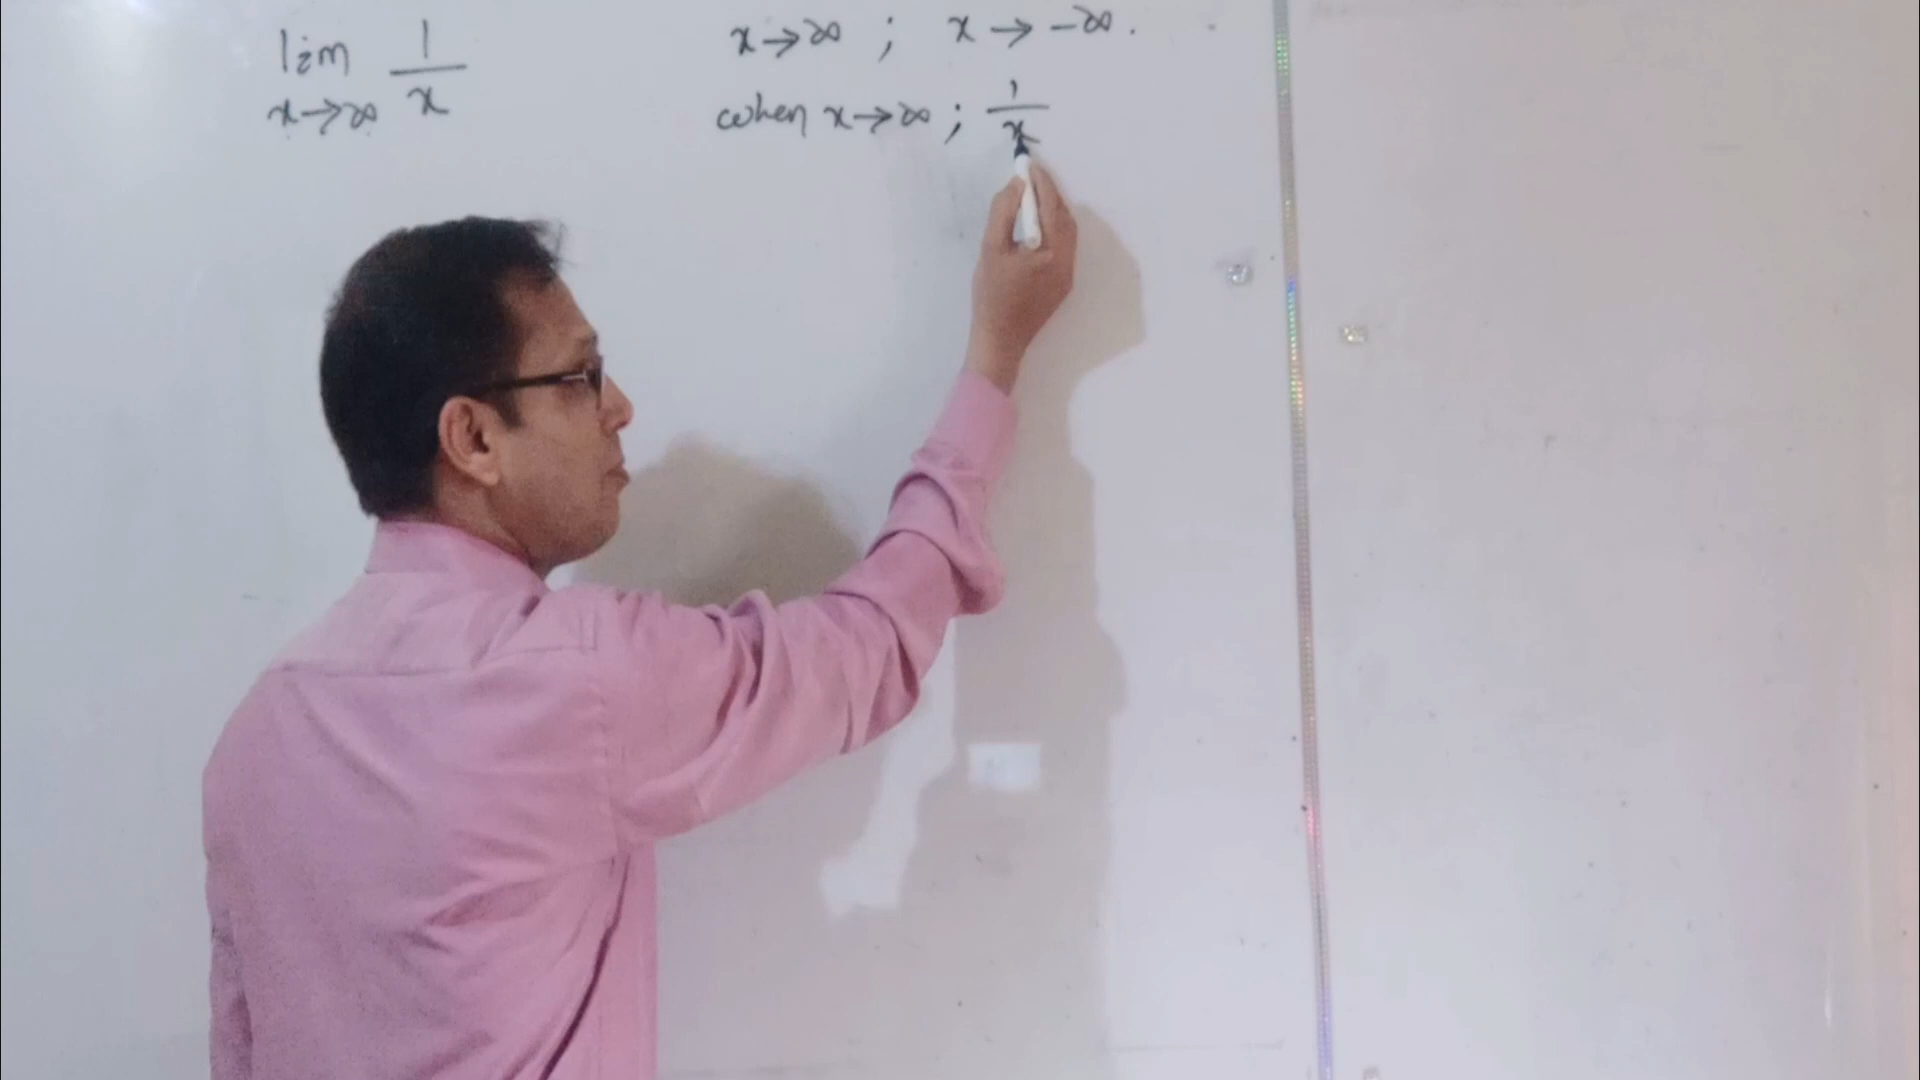 lim 1/x
x→∞
x→∞ ; x→ -∞.
when x→∞ ; 1/x